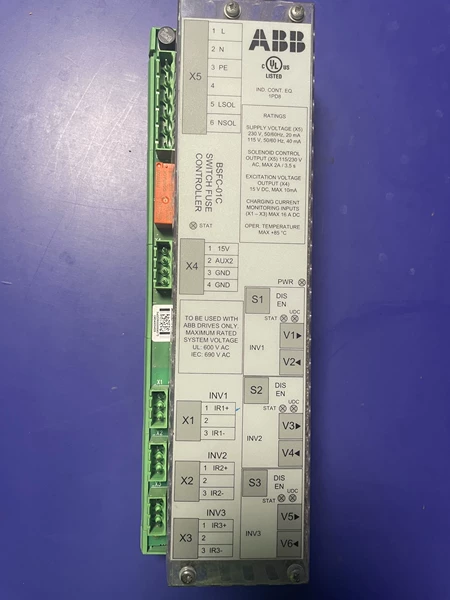 1 L
2 N
3 PE
4
5 LSOL
6 NSOL
X5
ABB
C UL US
LISTED
IND. CONT. EQ.
1PD8
RATINGS
SUPPLY VOLTAGE (X5)
230 V, 50/60Hz, 20 mA
115 V, 50/60 Hz, 40 mA
SOLENOID CONTROL
OUTPUT (X5) 115/230 V
AC, MAX 2A / 3,5 s
EXCITATION VOLTAGE
OUTPUT (X4)
15 V DC, MAX 10mA
CHARGING CURRENT
MONITORING INPUTS
(X1 – X3) MAX 16 A DC
OPER. TEMPERATURE
MAX +85 °C
BSFC-01C
SWITCH FUSE
CONTROLLER
STAT
X4
1 15V
2 AUX2
3 GND
4 GND
PWR
TO BE USED WITH
ABB DRIVES ONLY
MAXIMUM RATED
SYSTEM VOLTAGE
UL: 600 V AC
IEC: 690 V AC
S1
DIS
EN
STAT
UDC
INV1
V1
V2
INV1
X1
1 IR1+
2
3 IR1-
S2
DIS
EN
UDC
STAT
INV2
V3
V4
INV2
X2
1 IR2+
2
3 IR2-
S3
DIS
EN
UDC
STAT
INV3
V5
V6
INV3
X3
1 IR3+
2
3 IR3-
X1